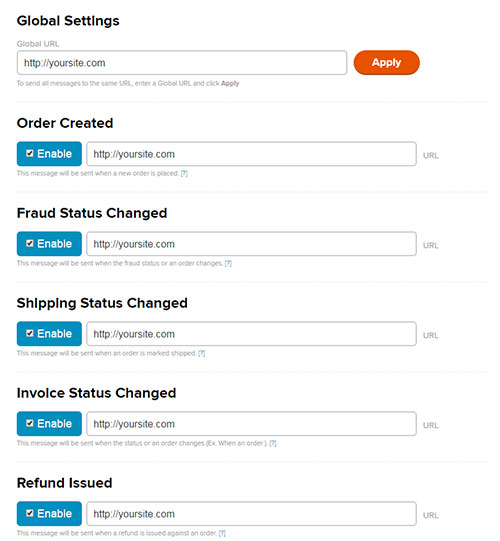 Global Settings
Global URL
http://yoursite.com Apply
To send all messages to the same URL, enter a Global URL and click Apply
Order Created
Enable http://yoursite.com URL
This message will be sent when a new order is placed. [?]
Fraud Status Changed
Enable http://yoursite.com URL
This message will be sent when the fraud status or an order changes. [?]
Shipping Status Changed
Enable http://yoursite.com URL
This message will be sent when an order is marked shipped. [?]
Invoice Status Changed
Enable http://yoursite.com URL
This message will be sent when the status or an order changes (Ex. When an order ). [?]
Refund Issued
Enable http://yoursite.com URL
This message will be sent when a refund is issued against an order. [?]